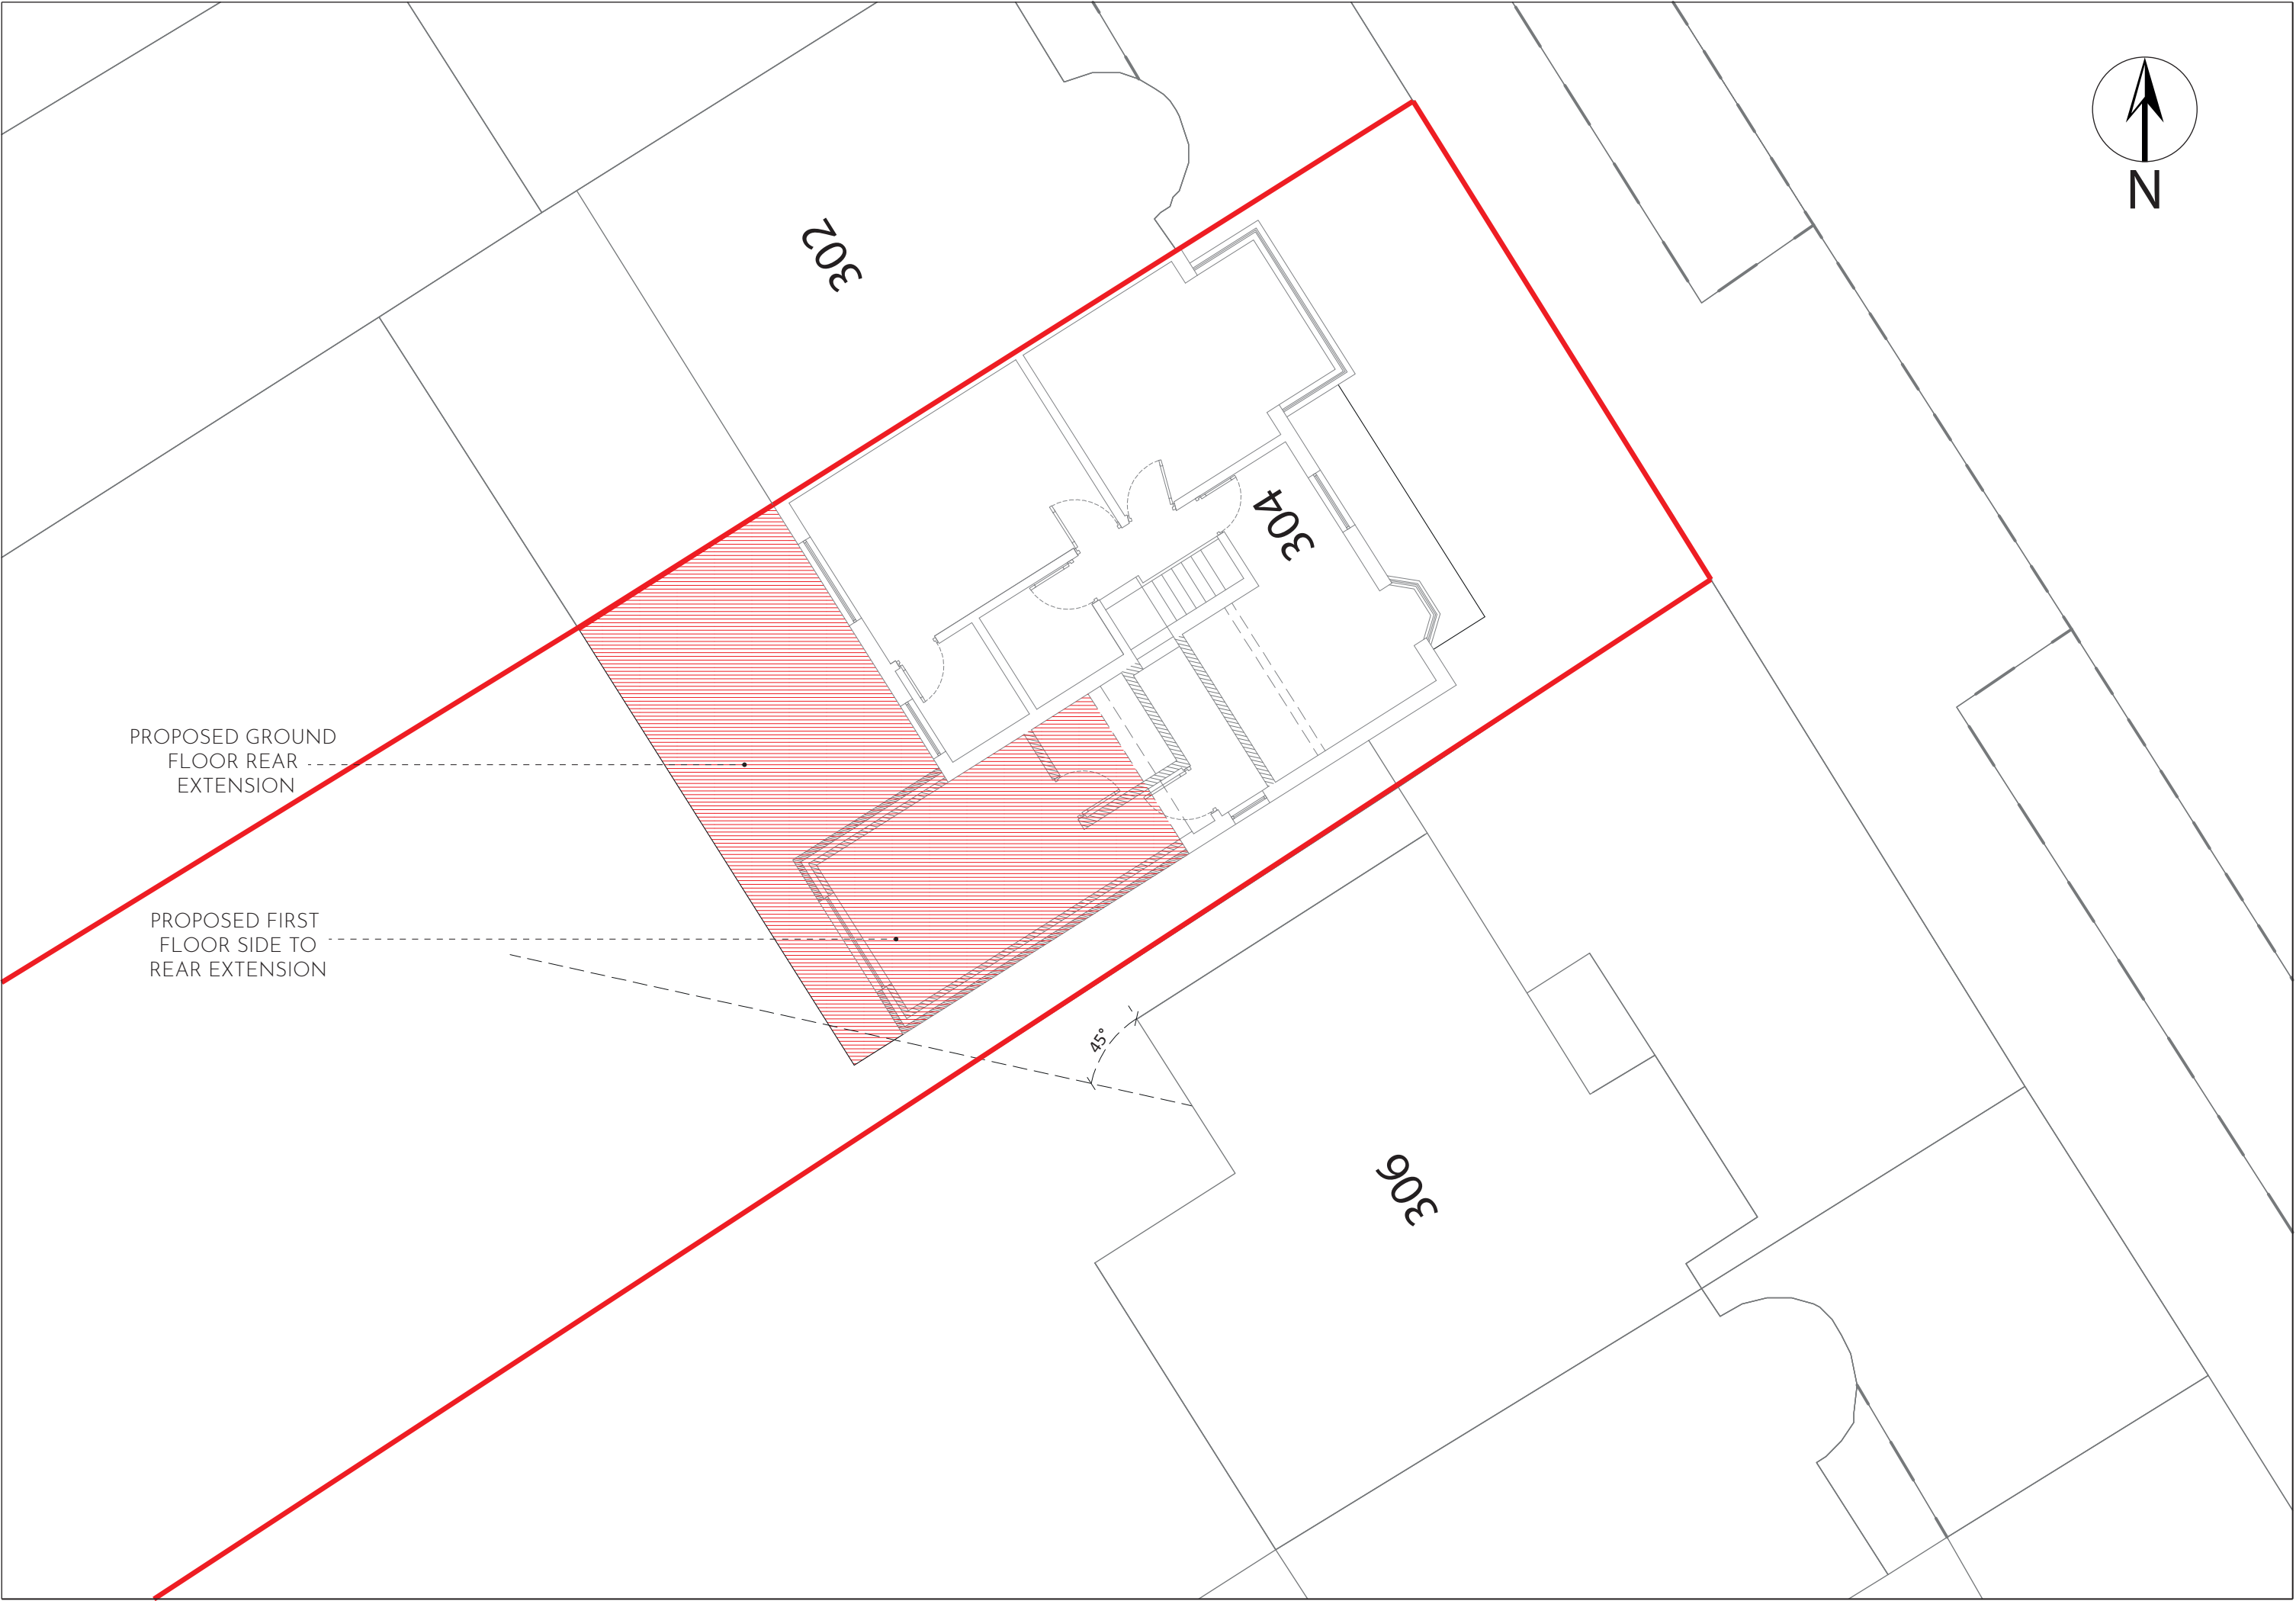 N
302
304
PROPOSED GROUND
FLOOR REAR
EXTENSION
PROPOSED FIRST
FLOOR SIDE TO
REAR EXTENSION
45°
306